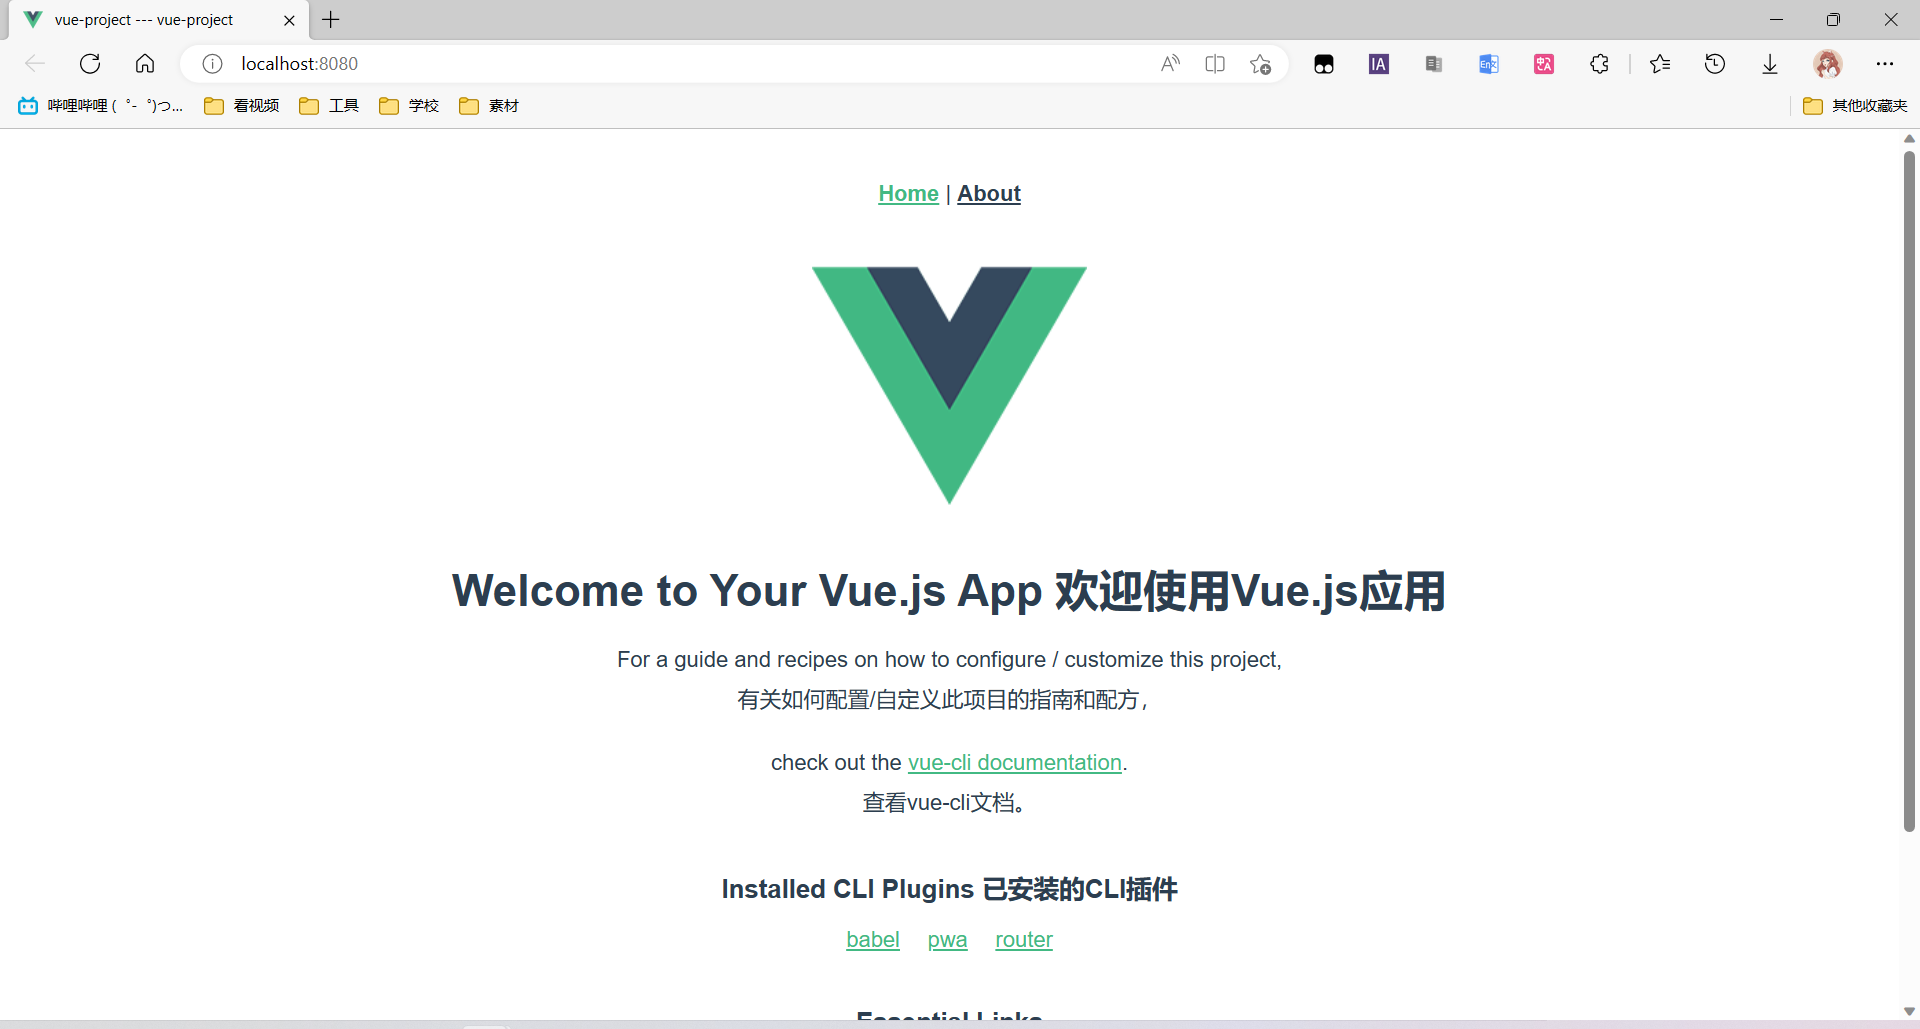 vue-project --- vue-project
localhost:8080
哔哩哔哩 (゜-゜)つ...
看视频
工具
学校
素材
其他收藏夹
Home | About
Welcome to Your Vue.js App 欢迎使用Vue.js应用
For a guide and recipes on how to configure / customize this project,
有关如何配置/自定义此项目的指南和配方，
check out the vue-cli documentation.
查看vue-cli文档。
Installed CLI Plugins 已安装的CLI插件
babel pwa router
Essential Links